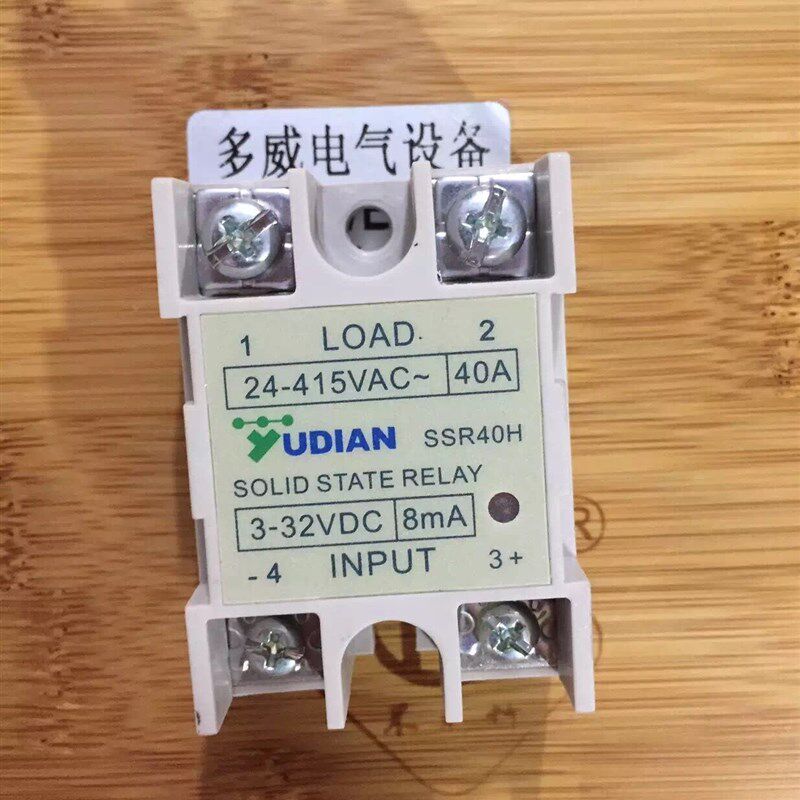 多威电气设备
1 LOAD 2
24-415VAC~ 40A
YUDIAN SSR40H
SOLID STATE RELAY
3-32VDC 8mA
- 4 INPUT 3 +